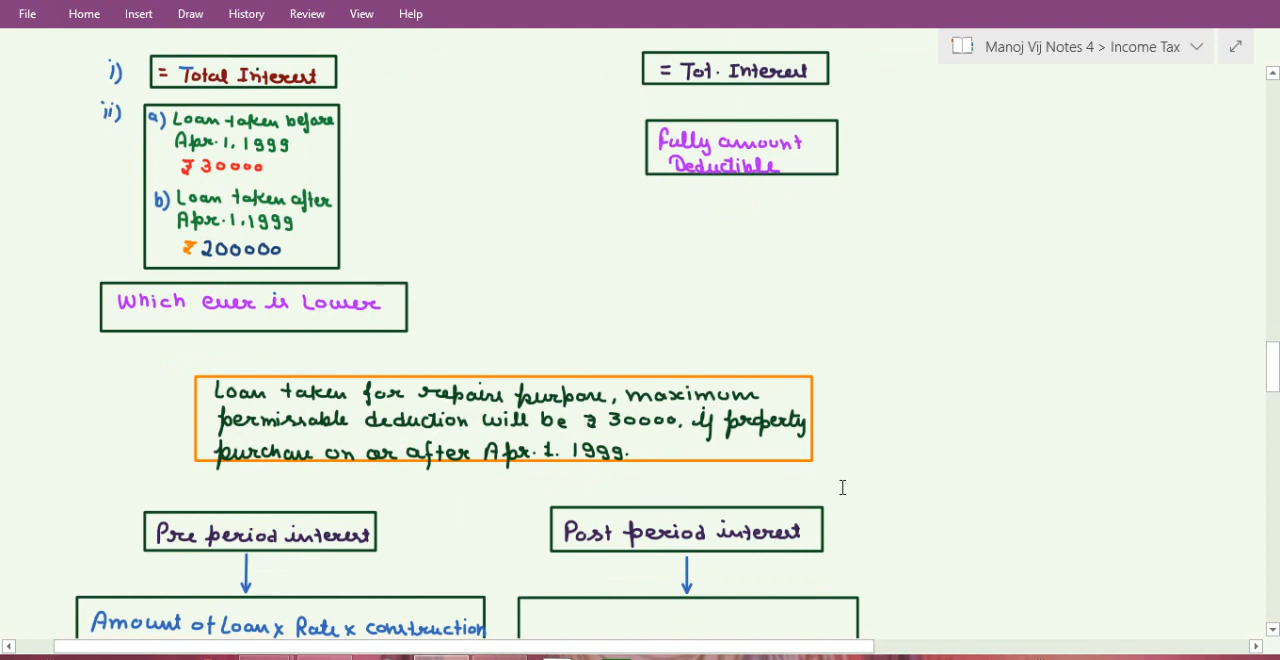 File Home Insert Draw History Review View Help
Manoj Vij Notes 4 > Income Tax
i) = Total Interest
= Tot. Interest
ii) a) Loan taken before
Apr. 1. 1999
₹ 30000
b) Loan taken after
Apr. 1. 1999
₹ 200000
Fully amount
Deductible
Which ever is Lower
Loan taken for repairs purpose, maximum
permissable deduction will be ₹ 30000. if property
purchase on or after Apr. 1. 1999.
Pre period interest
Post period interest
Amount of Loan x Rate x construction